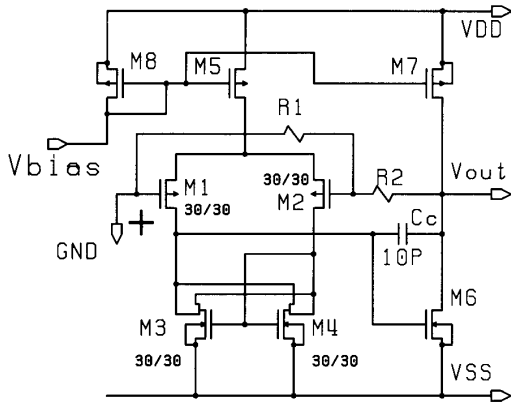 VDD
M8
M5
M7
R1
Vbias
30/30
R2
Vout
M1
M2
30/30
+
Cc
GND
10P
M6
M3
M4
30/30
30/30
VSS